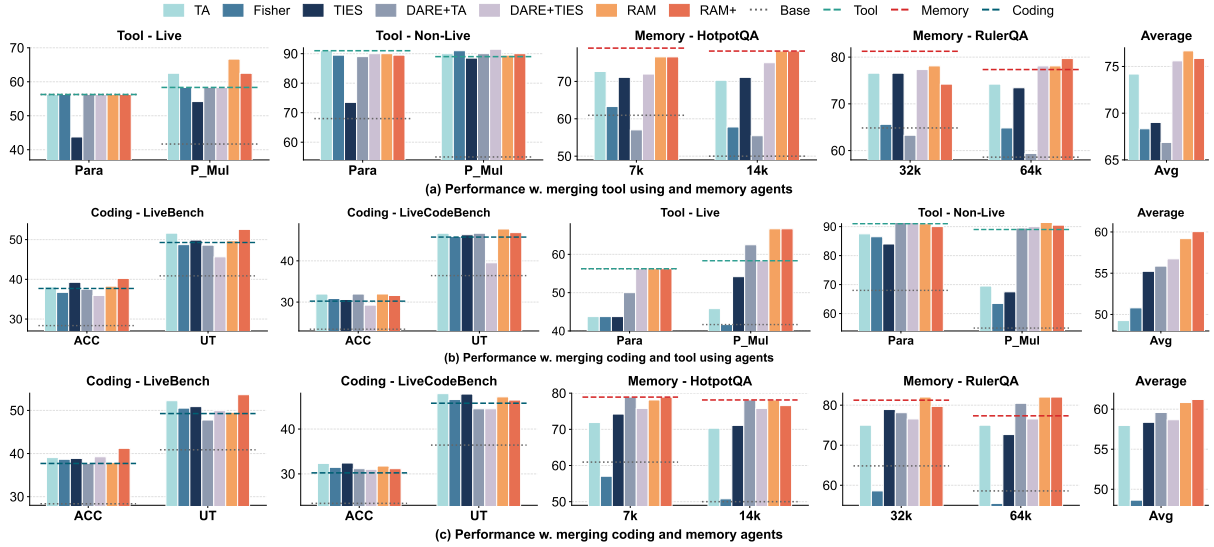 TA Fisher TIES DARE+TA DARE+TIES RAM RAM+ Base Tool Memory Coding
Tool - Live
70
60
50
40
Para P_Mul
Tool - Non-Live
90
80
70
60
Para P_Mul
Memory - HotpotQA
70
60
50
7k 14k
Memory - RulerQA
80
70
60
32k 64k
Average
75
70
65
Avg
(a) Performance w. merging tool using and memory agents
Coding - LiveBench
50
40
30
ACC UT
Coding - LiveCodeBench
40
30
ACC UT
Tool - Live
60
50
40
Para P_Mul
Tool - Non-Live
90
80
70
60
Para P_Mul
Average
60
55
50
Avg
(b) Performance w. merging coding and tool using agents
Coding - LiveBench
50
40
30
ACC UT
Coding - LiveCodeBench
40
30
ACC UT
Memory - HotpotQA
80
70
60
50
7k 14k
Memory - RulerQA
80
70
60
32k 64k
Average
60
55
50
Avg
(c) Performance w. merging coding and memory agents